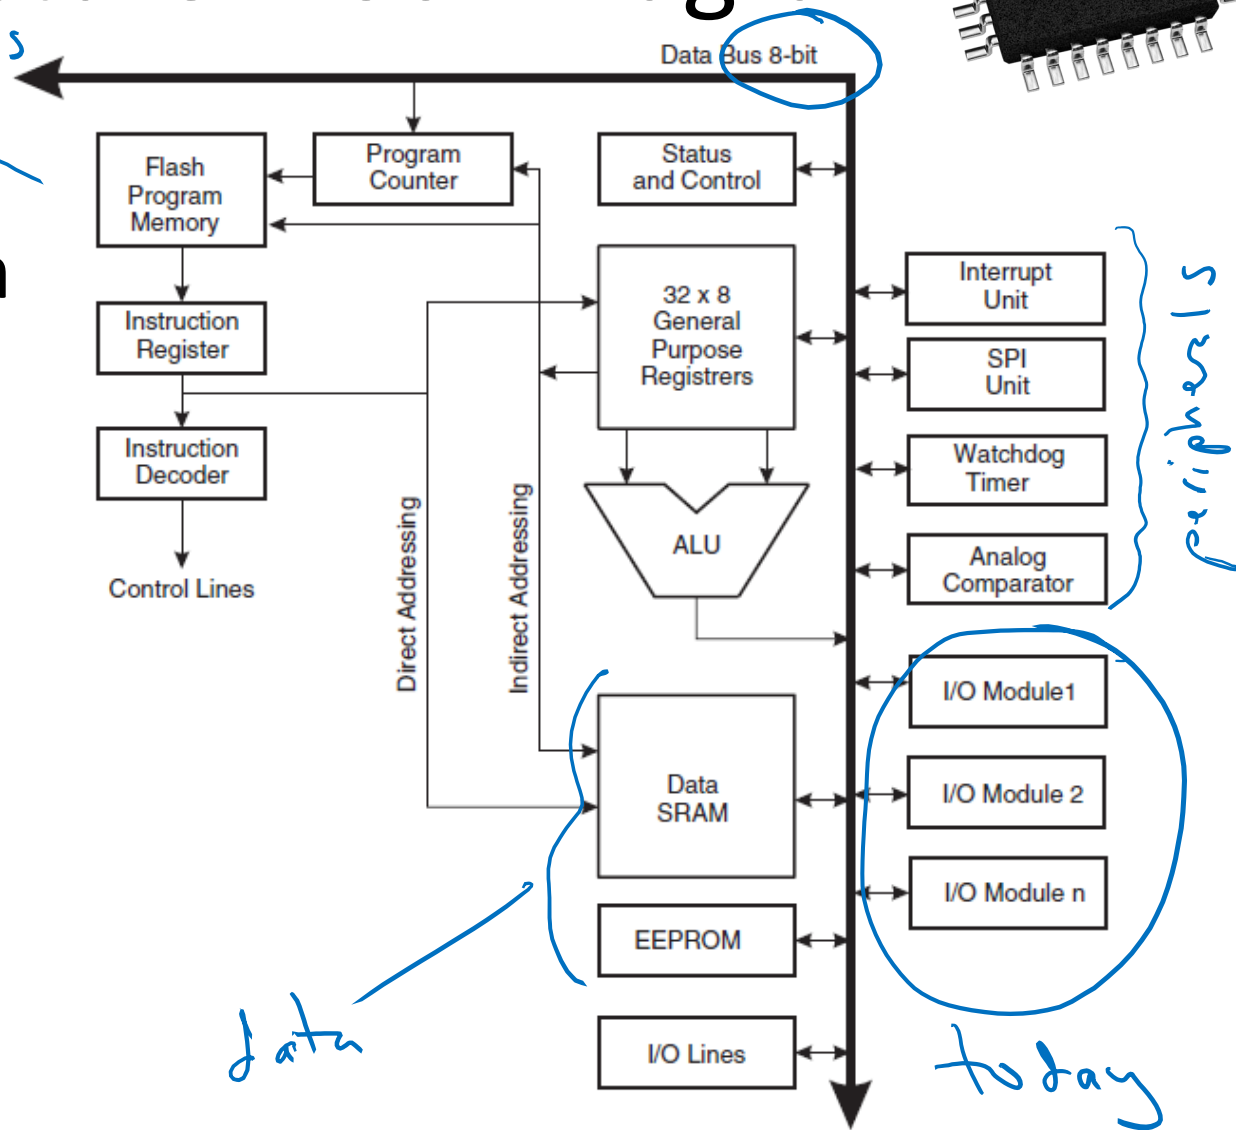 s
Data Bus 8-bit
Flash
Program
Memory
Program
Counter
Status
and Control
Instruction
Register
32 x 8
General
Purpose
Registrers
Interrupt
Unit
SPI
Unit
peripherals
Instruction
Decoder
Watchdog
Timer
Control Lines
Direct Addressing
Indirect Addressing
ALU
Analog
Comparator
I/O Module1
Data
SRAM
I/O Module 2
I/O Module n
EEPROM
data
I/O Lines
today